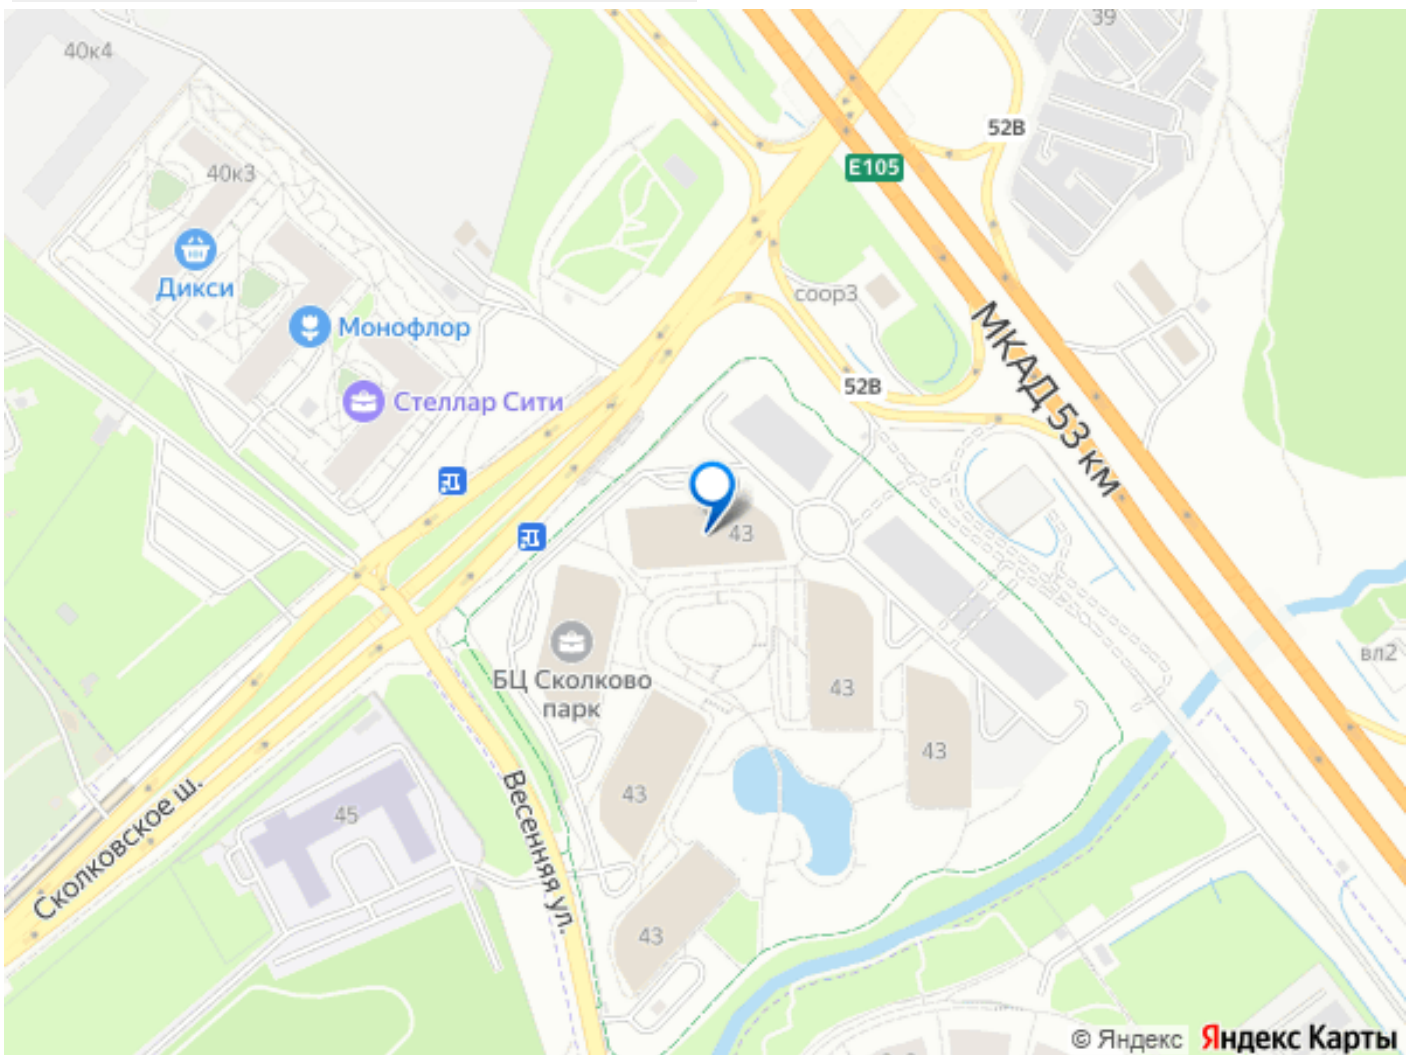 39
40к4
52В
E105
40к3
Дикси
соор3
Монофлор
МКАД 53 км
52В
Стеллар Сити
43
БЦ Сколково
парк
вл2
43
43
43
45
Сколковское ш.
Весенняя ул.
43
© Яндекс
Яндекс Карты